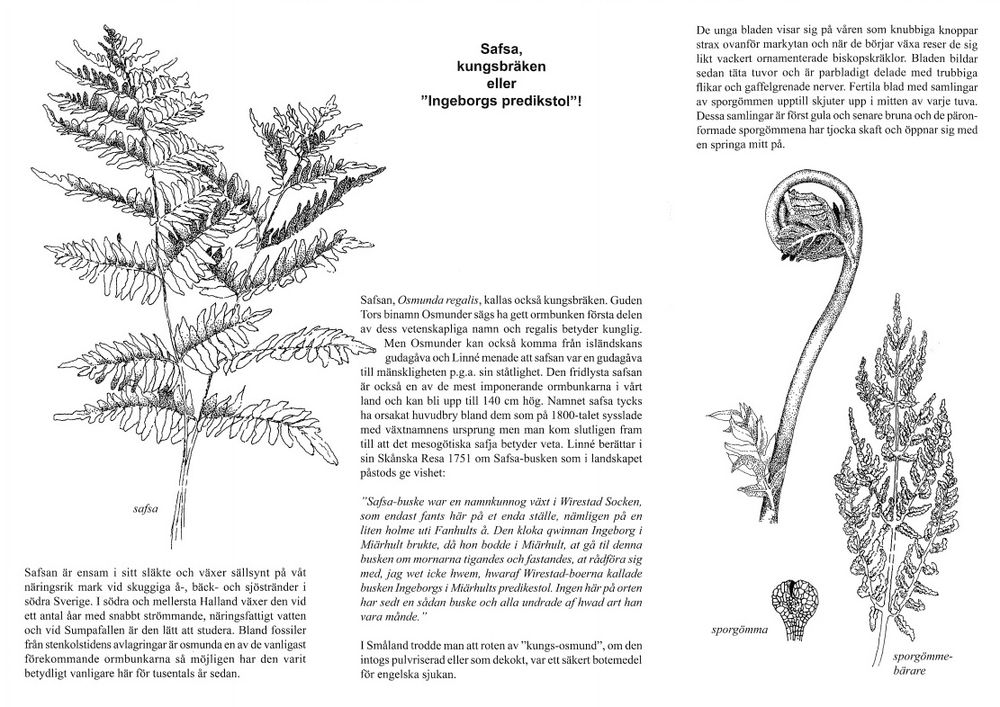 Safsa,
kungsbräken
eller
”Ingeborgs predikstol”!
safsa
Safsan är ensam i sitt släkte och växer sällsynt på våt
näringsrik mark vid skuggiga å-, bäck- och sjöstränder i
södra Sverige. I södra och mellersta Halland växer den vid
ett antal åar med snabbt strömmande, näringsfattigt vatten
och vid Sumpafallen är den lätt att studera. Bland fossiler
från stenkolstidens avlagringar är osmunda en av de vanligast
förekommande ormbunkarna så möjligen har den varit
betydligt vanligare här för tusentals år sedan.
Safsan, Osmunda regalis, kallas också kungsbräken. Guden
Tors binamn Osmunder sägs ha gett ormbunken första delen
av dess vetenskapliga namn och regalis betyder kunglig.
Men Osmunder kan också komma från isländskans
gudagåva och Linné menade att safsan var en gudagåva
till mänskligheten p.g.a. sin ståtlighet. Den fridlysta safsan
är också en av de mest imponerande ormbunkarna i vårt
land och kan bli upp till 140 cm hög. Namnet safsa tycks
ha orsakat huvudbry bland dem som på 1800-talet sysslade
med växtnamnens ursprung men man kom slutligen fram
till att det mesogötiska safja betyder veta. Linné berättar i
sin Skånska Resa 1751 om Safsa-busken som i landskapet
påstods ge vishet:
”Safsa-buske war en namnkunnog växt i Wirestad Socken,
som endast fants här på et enda ställe, nämligen på en
liten holme uti Fanhults å. Den kloka qwinnan Ingeborg i
Miärhult brukte, då hon bodde i Miärhult, at gå til denna
busken om mornarna tigandes och fastandes, at rådföra sig
med, jag wet icke hwem, hwaraf Wirestad-boerna kallade
busken Ingeborgs i Miärhults predikestol. Ingen här på orten
har sedt en sådan buske och alla undrade af hwad art han
vara månde.”
I Småland trodde man att roten av ”kungs-osmund”, om den
intogs pulvriserad eller som dekokt, var ett säkert botemedel
för engelska sjukan.
De unga bladen visar sig på våren som knubbiga knoppar
strax ovanför markytan och när de börjar växa reser de sig
likt vackert ornamenterade biskopskräklor. Bladen bildar
sedan täta tuvor och är parbladigt delade med trubbiga
flikar och gaffelgrenade nerver. Fertila blad med samlingar
av sporgömmen upptill skjuter upp i mitten av varje tuva.
Dessa samlingar är först gula och senare bruna och de päron-
formade sporgömmena har tjocka skaft och öppnar sig med
en springa mitt på.
sporgömma
sporgömme-
bärare